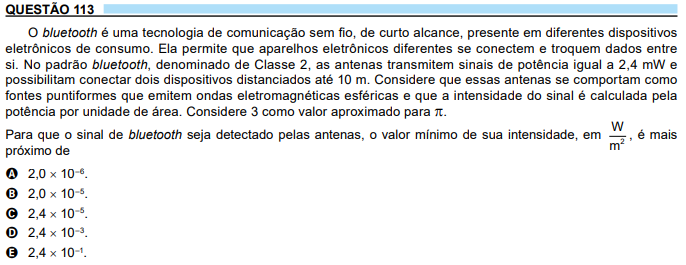 QUESTÃO 113
O bluetooth é uma tecnologia de comunicação sem fio, de curto alcance, presente em diferentes dispositivos
eletrônicos de consumo. Ela permite que aparelhos eletrônicos diferentes se conectem e troquem dados entre
si. No padrão bluetooth, denominado de Classe 2, as antenas transmitem sinais de potência igual a 2,4 mW e
possibilitam conectar dois dispositivos distanciados até 10 m. Considere que essas antenas se comportam como
fontes puntiformes que emitem ondas eletromagnéticas esféricas e que a intensidade do sinal é calculada pela
potência por unidade de área. Considere 3 como valor aproximado para π.
Para que o sinal de bluetooth seja detectado pelas antenas, o valor mínimo de sua intensidade, em W/m², é mais
próximo de
A 2,0 × 10⁻⁶.
B 2,0 × 10⁻⁵.
C 2,4 × 10⁻⁵.
D 2,4 × 10⁻³.
E 2,4 × 10⁻¹.